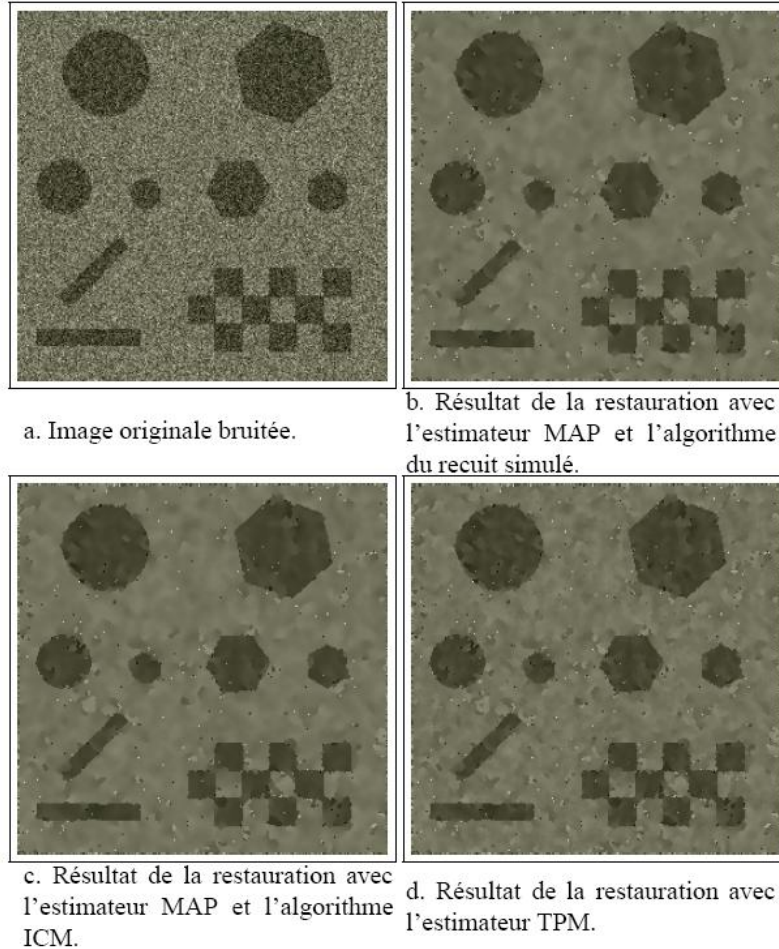 a. Image originale bruitée.
b. Résultat de la restauration avec
l'estimateur MAP et l'algorithme
du recuit simulé.
c. Résultat de la restauration avec
l'estimateur MAP et l'algorithme
ICM.
d. Résultat de la restauration avec
l'estimateur TPM.